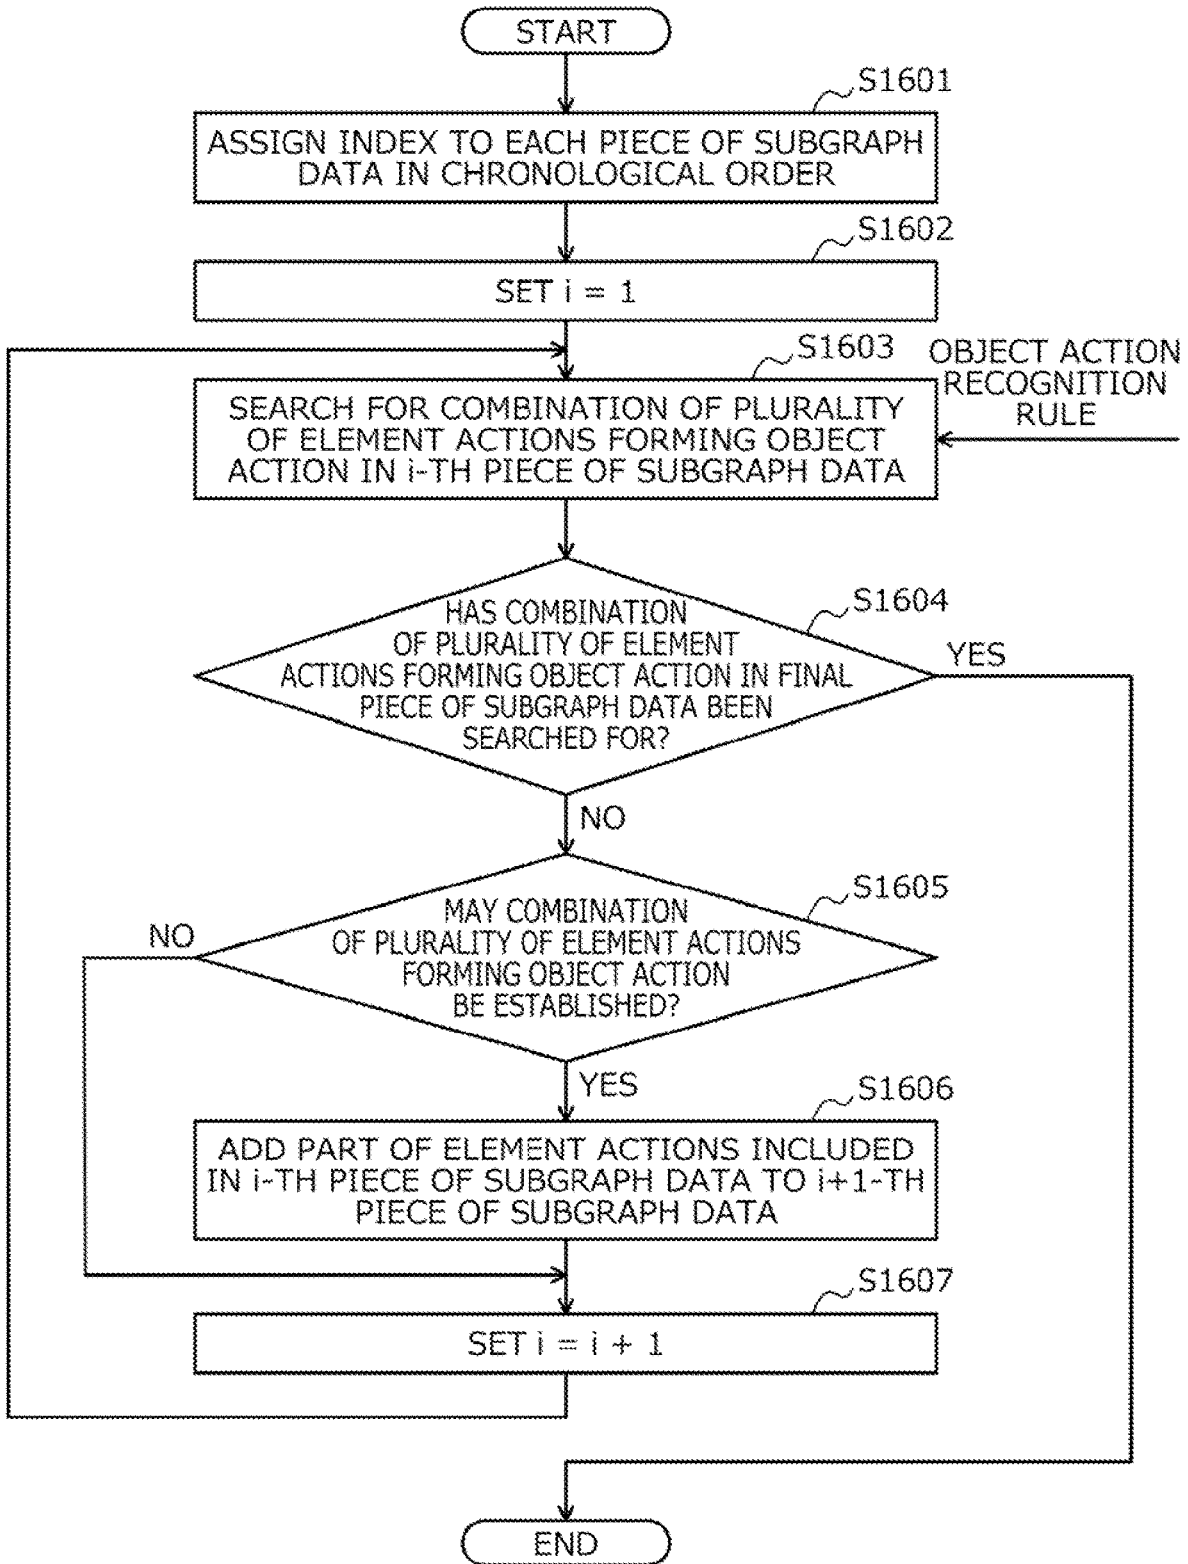 START
S1601
ASSIGN INDEX TO EACH PIECE OF SUBGRAPH
DATA IN CHRONOLOGICAL ORDER
S1602
SET i = 1
S1603
OBJECT ACTION
RECOGNITION
RULE
SEARCH FOR COMBINATION OF PLURALITY
OF ELEMENT ACTIONS FORMING OBJECT
ACTION IN i-TH PIECE OF SUBGRAPH DATA
S1604
HAS COMBINATION
OF PLURALITY OF ELEMENT
ACTIONS FORMING OBJECT ACTION IN FINAL
PIECE OF SUBGRAPH DATA BEEN
SEARCHED FOR?
YES
NO
S1605
MAY COMBINATION
OF PLURALITY OF ELEMENT ACTIONS
FORMING OBJECT ACTION
BE ESTABLISHED?
NO
YES
S1606
ADD PART OF ELEMENT ACTIONS INCLUDED
IN i-TH PIECE OF SUBGRAPH DATA TO i+1-TH
PIECE OF SUBGRAPH DATA
S1607
SET i = i + 1
END